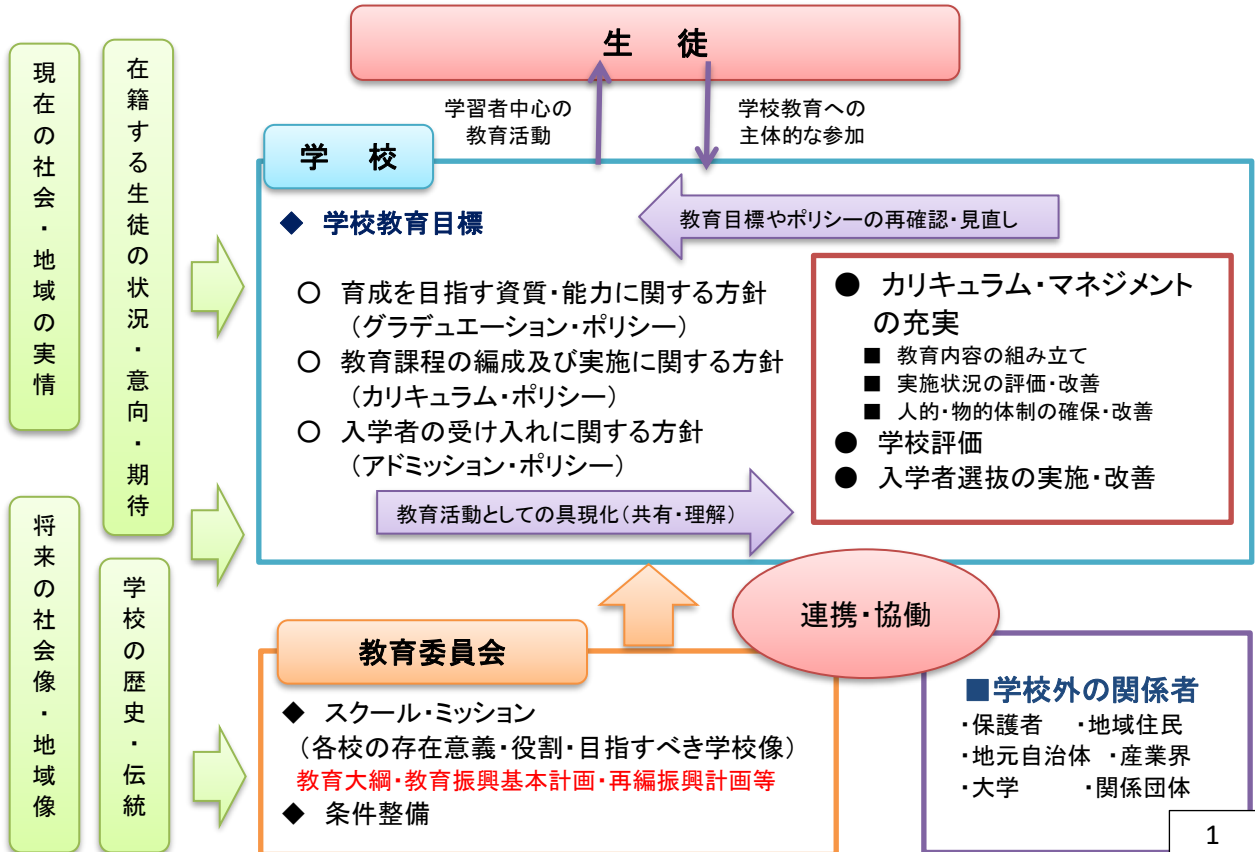 生 徒
現在の社会・地域の実情
在籍する生徒の状況・意向・期待
将来の社会像・地域像
学校の歴史・伝統
学習者中心の
教育活動
学校教育への
主体的な参加
学 校
◆ 学校教育目標
教育目標やポリシーの再確認・見直し
○ 育成を目指す資質・能力に関する方針
(グラデュエーション・ポリシー)
○ 教育課程の編成及び実施に関する方針
(カリキュラム・ポリシー)
○ 入学者の受け入れに関する方針
(アドミッション・ポリシー)
● カリキュラム・マネジメント
の充実
■ 教育内容の組み立て
■ 実施状況の評価・改善
■ 人的・物的体制の確保・改善
● 学校評価
● 入学者選抜の実施・改善
教育活動としての具現化(共有・理解)
連携・協働
教育委員会
◆ スクール・ミッション
(各校の存在意義・役割・目指すべき学校像)
教育大綱・教育振興基本計画・再編振興計画等
◆ 条件整備
■学校外の関係者
・保護者 ・地域住民
・地元自治体 ・産業界
・大学 ・関係団体
1